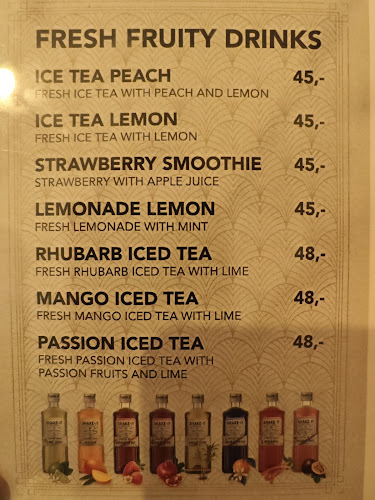 FRESH FRUITY DRINKS
ICE TEA PEACH 45,-
FRESH ICE TEA WITH PEACH AND LEMON
ICE TEA LEMON 45,-
FRESH ICE TEA WITH LEMON
STRAWBERRY SMOOTHIE 45,-
STRAWBERRY WITH APPLE JUICE
LEMONADE LEMON 45,-
FRESH LEMONADE WITH MINT
RHUBARB ICED TEA 48,-
FRESH RHUBARB ICED TEA WITH LIME
MANGO ICED TEA 48,-
FRESH MANGO ICED TEA WITH LIME
PASSION ICED TEA 48,-
FRESH PASSION ICED TEA WITH
PASSION FRUITS AND LIME